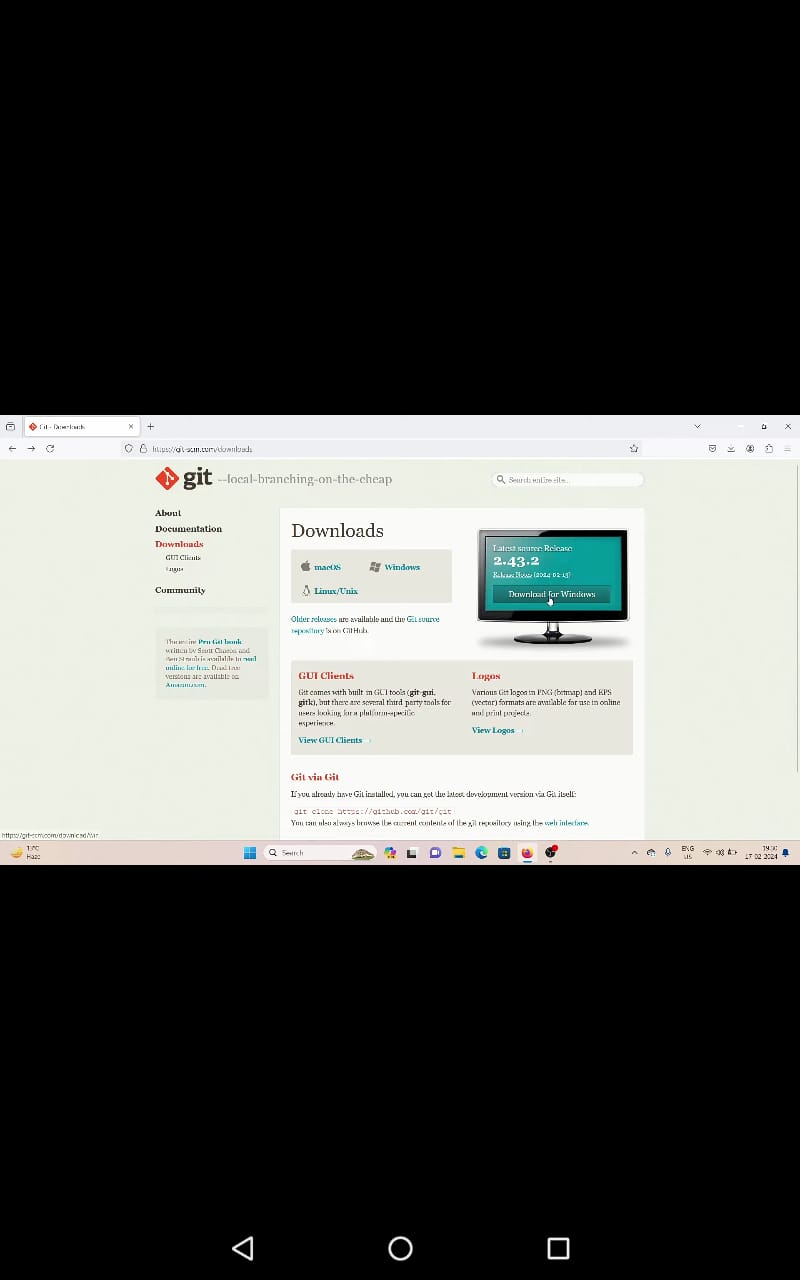 Git - Downloads
https://git-scm.com/downloads
git --local-branching-on-the-cheap
Search entire site...
About
Documentation
Downloads
GUI Clients
Logos
Community
The entire Pro Git book
written by Scott Chacon and
Ben Straub is available to read
online for free. Dead tree
versions are available on
Amazon.com.
Downloads
macOS
Windows
Linux/Unix
Older releases are available and the Git source
repository is on GitHub.
Latest source Release
2.43.2
Release Notes (2024-02-13)
Download for Windows
GUI Clients
Git comes with built-in GUI tools (git-gui,
gitk), but there are several third-party tools for
users looking for a platform-specific
experience.
View GUI Clients →
Logos
Various Git logos in PNG (bitmap) and EPS
(vector) formats are available for use in online
and print projects.
View Logos →
Git via Git
If you already have Git installed, you can get the latest development version via Git itself:
git clone https://github.com/git/git
You can also always browse the current contents of the git repository using the web interface.
https://git-scm.com/download/win
13°C
Haze
Search
ENG
US
19:30
17-02-2024